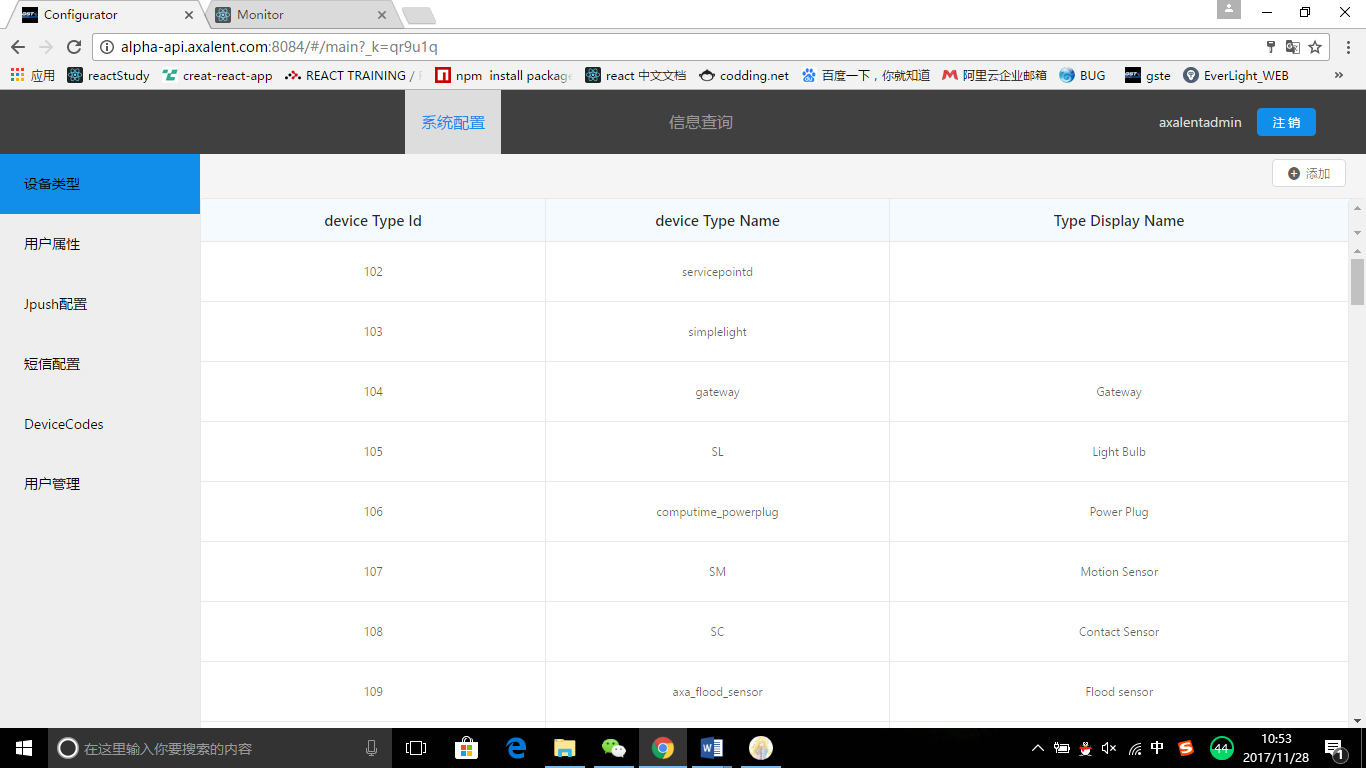 Configurator
Monitor
alpha-api.axalent.com:8084/#/main?_k=qr9u1q
应用 reactStudy creat-react-app REACT TRAINING / npm install package react 中文文档 codding.net 百度一下，你就知道 阿里云企业邮箱 BUG gste EverLight_WEB »
系统配置 信息查询 axalentadmin 注 销
设备类型
用户属性
Jpush配置
短信配置
DeviceCodes
用户管理
添加
device Type Id device Type Name Type Display Name
102 servicepointd
103 simplelight
104 gateway Gateway
105 SL Light Bulb
106 computime_powerplug Power Plug
107 SM Motion Sensor
108 SC Contact Sensor
109 axa_flood_sensor Flood sensor
在这里输入你要搜索的内容
中
44
10:53
2017/11/28
1